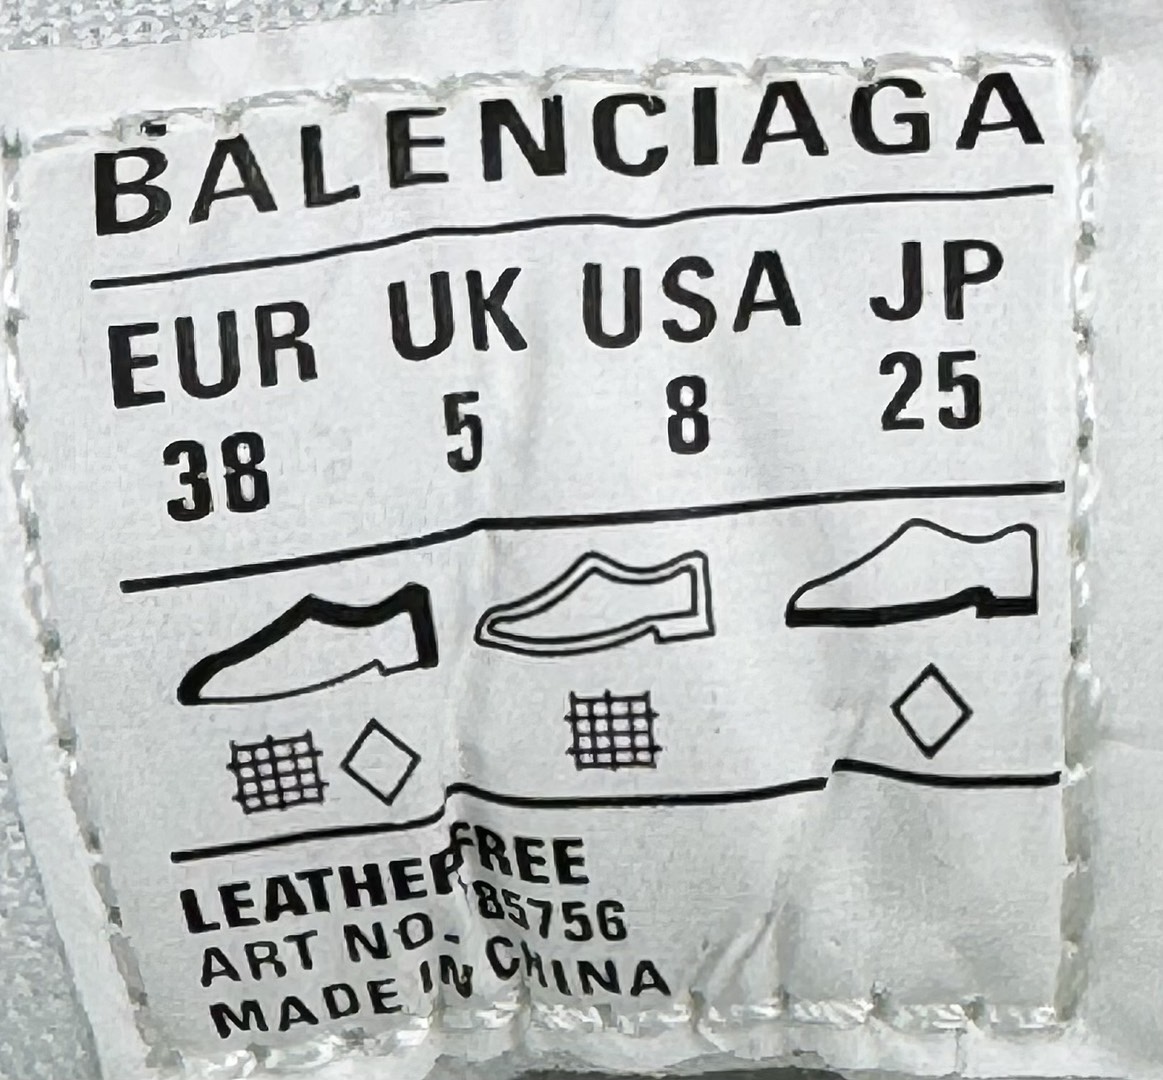 BALENCIAGA
EUR UK USA JP
38 5 8 25
LEATHER FREE
ART NO. 85756
MADE IN CHINA